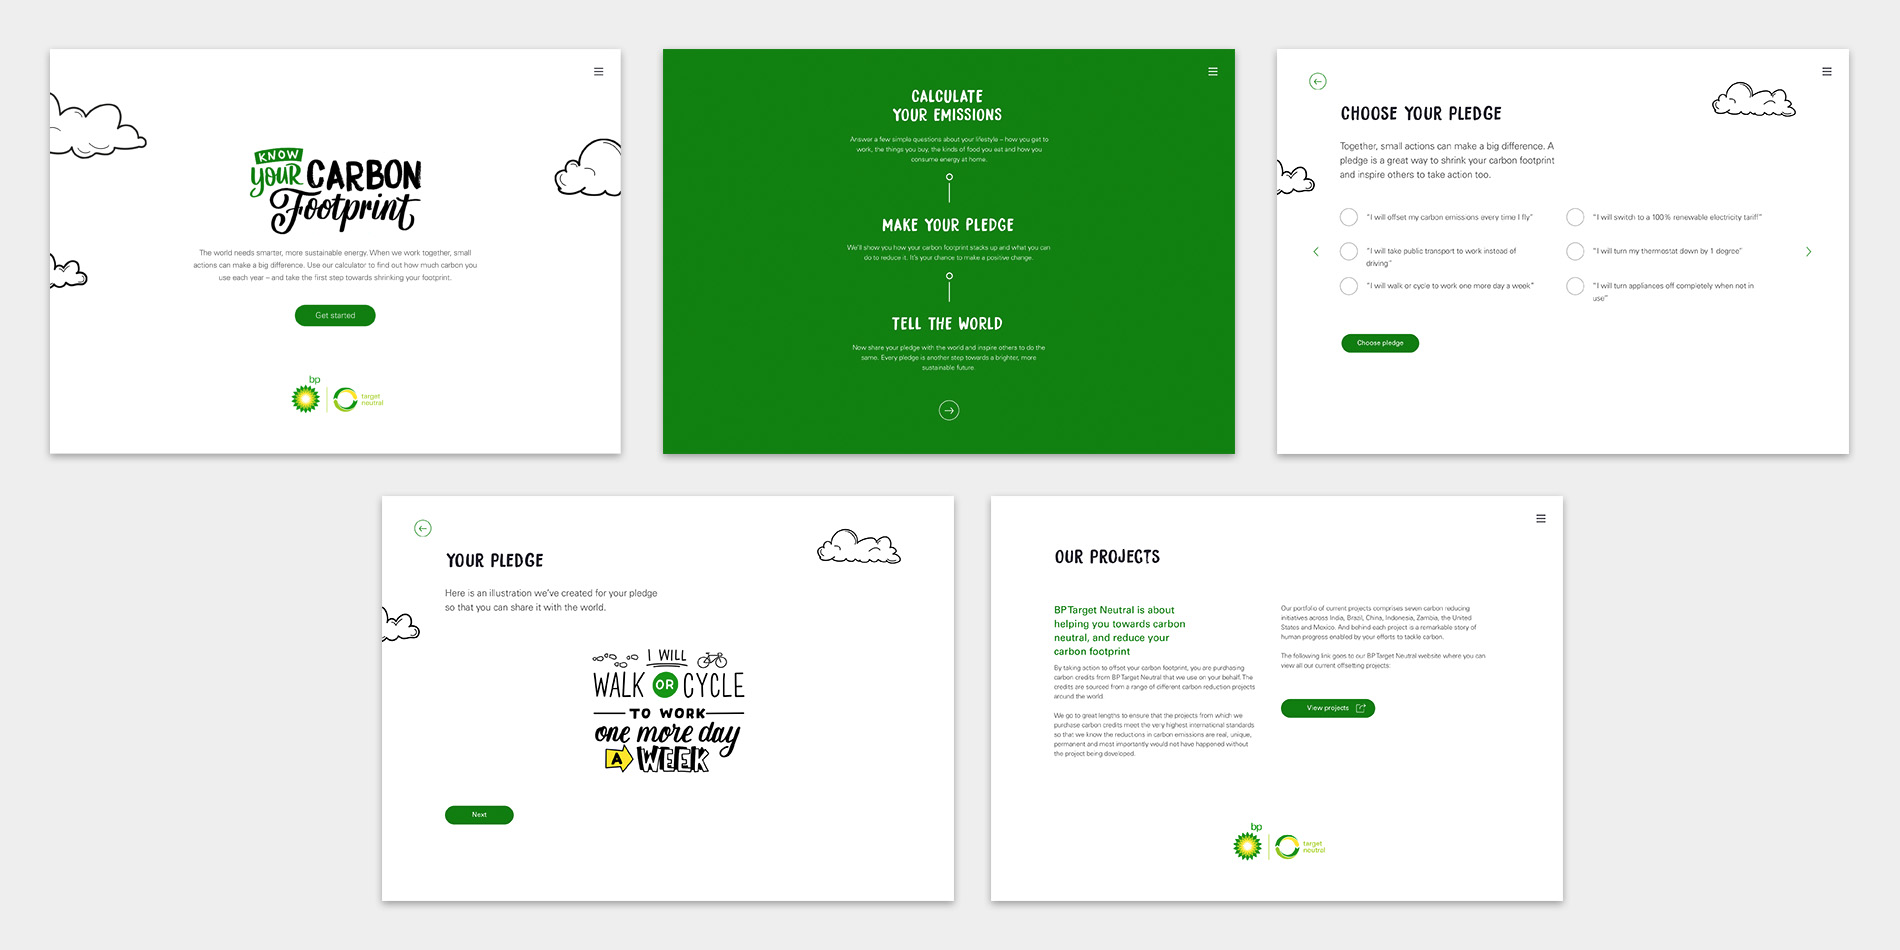 KNOW
your CARBON
Footprint
The world needs smarter, more sustainable energy. When we work together, small
actions can make a big difference. Use our calculator to find out how much carbon you
use each year – and take the first step towards shrinking your footprint.
Get started
bp
target
neutral
CALCULATE
YOUR EMISSIONS
Answer a few simple questions about your lifestyle – how you get to
work, the things you buy, the kinds of food you eat and how you
consume energy at home.
MAKE YOUR PLEDGE
We'll show you how your carbon footprint stacks up and what you can
do to reduce it. It's your chance to make a positive change.
TELL THE WORLD
Now share your pledge with the world and inspire others to do the
same. Every pledge is another step towards a brighter, more
sustainable future.
CHOOSE YOUR PLEDGE
Together, small actions can make a big difference. A
pledge is a great way to shrink your carbon footprint
and inspire others to take action too.
"I will offset my carbon emissions every time I fly"
"I will take public transport to work instead of
driving"
"I will walk or cycle to work one more day a week"
"I will switch to a 100% renewable electricity tariff"
"I will turn my thermostat down by 1 degree"
"I will turn appliances off completely when not in
use"
Choose pledge
YOUR PLEDGE
Here is an illustration we've created for your pledge
so that you can share it with the world.
I WILL
WALK OR CYCLE
TO WORK
one more day
A WEEK
Next
OUR PROJECTS
BP Target Neutral is about
helping you towards carbon
neutral, and reduce your
carbon footprint
By taking action to offset your carbon footprint, you are purchasing
carbon credits from BP Target Neutral that we use on your behalf. The
credits are sourced from a range of different carbon reduction projects
around the world.
We go to great lengths to ensure that the projects from which we
purchase carbon credits meet the very highest international standards
so that we know the reductions in carbon emissions are real, unique,
permanent and most importantly would not have happened without
the project being developed.
Our portfolio of current projects comprises seven carbon reducing
initiatives across India, Brazil, China, Indonesia, Zambia, the United
States and Mexico. And behind each project is a remarkable story of
human progress enabled by your efforts to tackle carbon.
The following link goes to our BP Target Neutral website where you can
view all our current offsetting projects:
View projects
bp
target
neutral